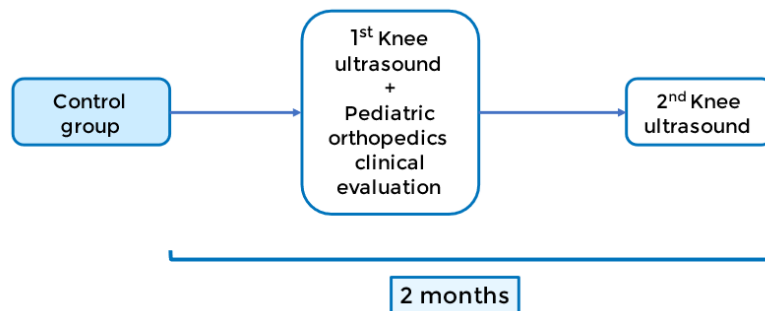 Control
group
1st Knee
ultrasound
+
Pediatric
orthopedics
clinical
evaluation
2nd Knee
ultrasound
2 months